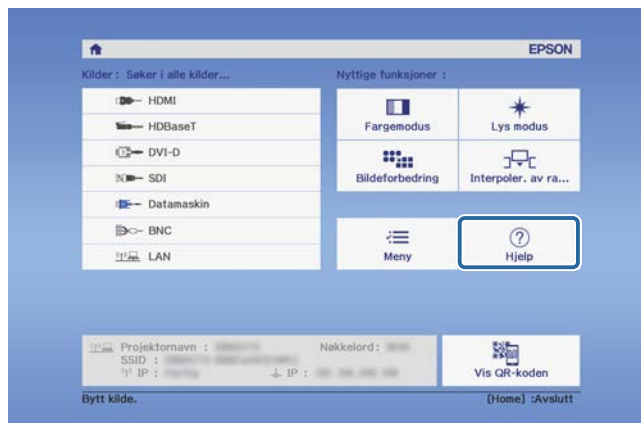 EPSON
Kilder : Søker i alle kilder...
Nyttige funksjoner :
HDMI
HDBaseT
DVI-D
SDI
Datamaskin
BNC
LAN
Fargemodus
Lys modus
Bildeforbedring
Interpoler. av ra...
Meny
Hjelp
Projektornavn :
Nøkkelord :
SSID :
IP :
IP :
Vis QR-koden
Bytt kilde.
[Home] :Avslutt